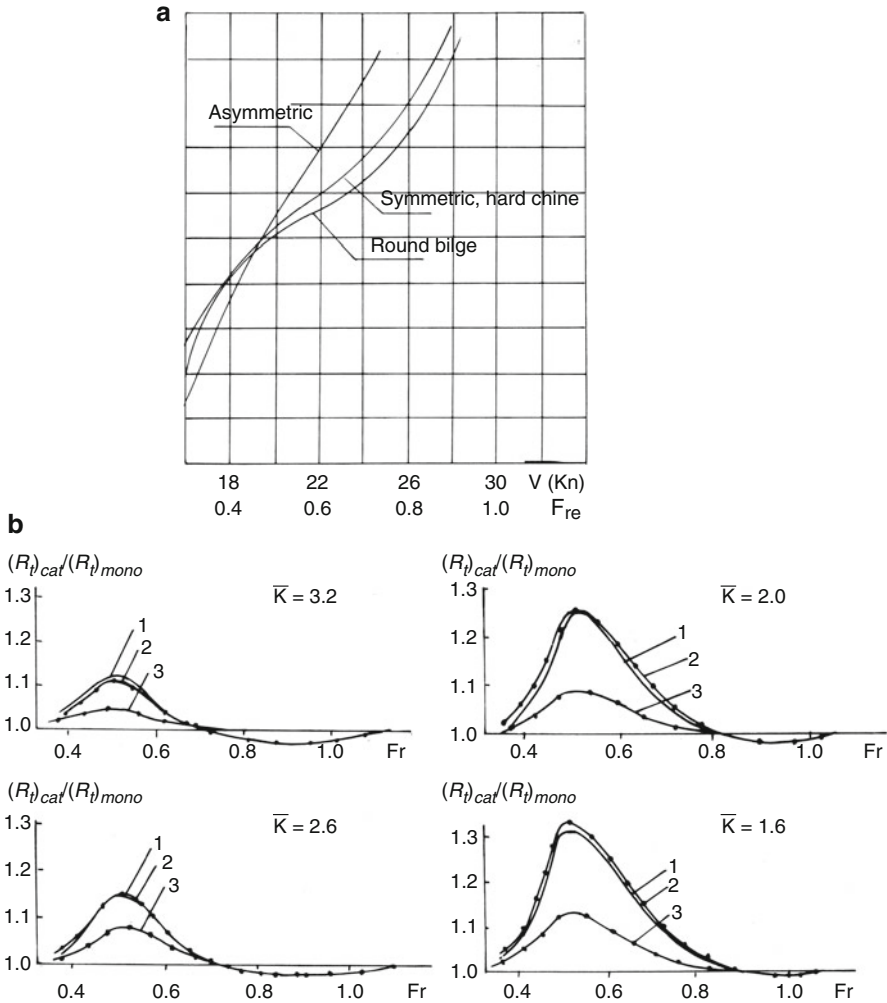 a
Asymmetric
Symmetric, hard chine
Round bilge
18 22 26 30 V (Kn)
0.4 0.6 0.8 1.0 Fre
b
(Rt)cat/(Rt)mono
1.3
K̅ = 3.2
1.2
1
2
3
1.1
1.0
0.4 0.6 1.0 Fr
(Rt)cat/(Rt)mono
1.3
K̅ = 2.0
1.2
1
2
3
1.1
1.0
0.4 0.6 0.8 Fr
(Rt)cat/(Rt)mono
1.3
K̅ = 2.6
1.2
1
2
3
1.1
1.0
0.4 0.6 0.8 1.0 Fr
(Rt)cat/(Rt)mono
1.3
K̅ = 1.6
1.2
1
2
3
1.1
1.0
0.4 0.6 0.8 1.0 Fr